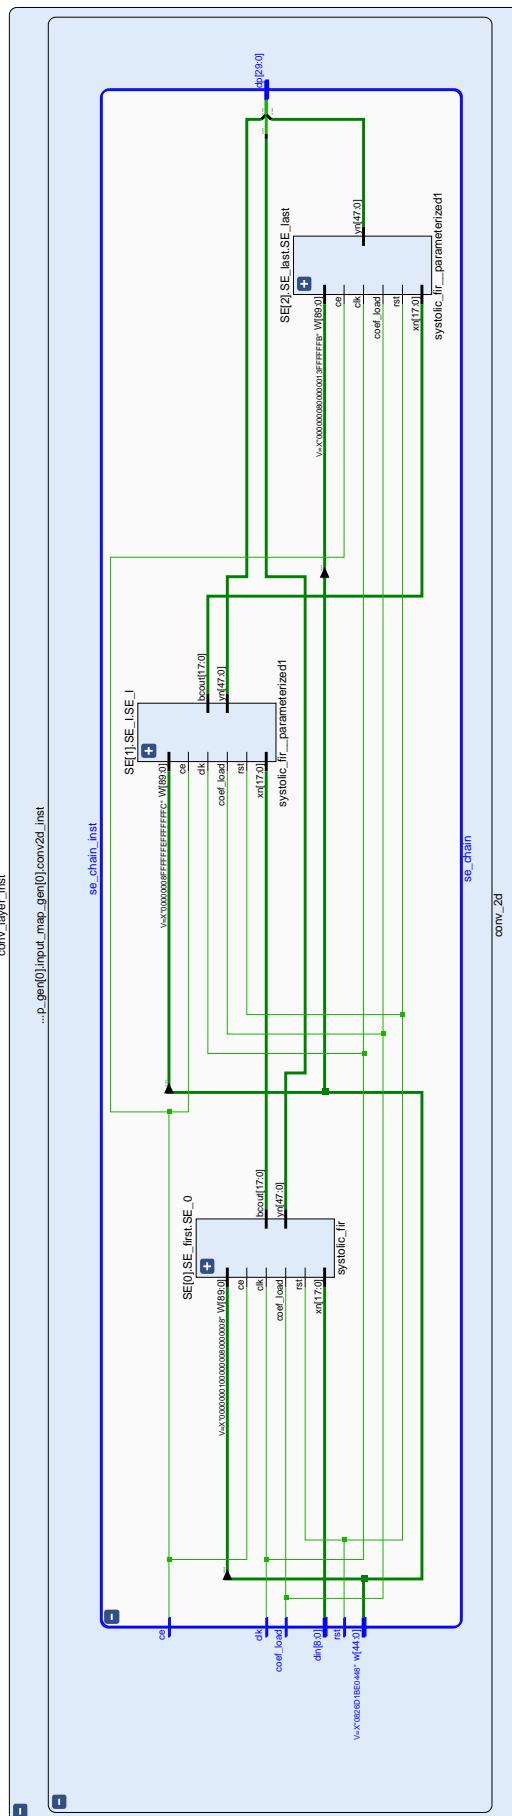 ...p_gen[0].input_map_gen[0].conv2d_inst
se_chain_inst
ce
clk
coef_load
din[8:0]
rst
V=X"0826D1BE0448" w[44:0]
SE[0].SE_first.SE_0
W[89:0]
ce
clk
coef_load
rst
xn[17:0]
bcout[17:0]
yn[47:0]
systolic_fir
SE[1].SE_I.SE_I
W[89:0]
ce
clk
coef_load
rst
xn[17:0]
bcout[17:0]
yn[47:0]
systolic_fir__parameterized1
SE[2].SE_last.SE_last
W[89:0]
ce
clk
coef_load
rst
xn[17:0]
yn[47:0]
systolic_fir__parameterized1
dp[29:0]
se_chain
conv_2d